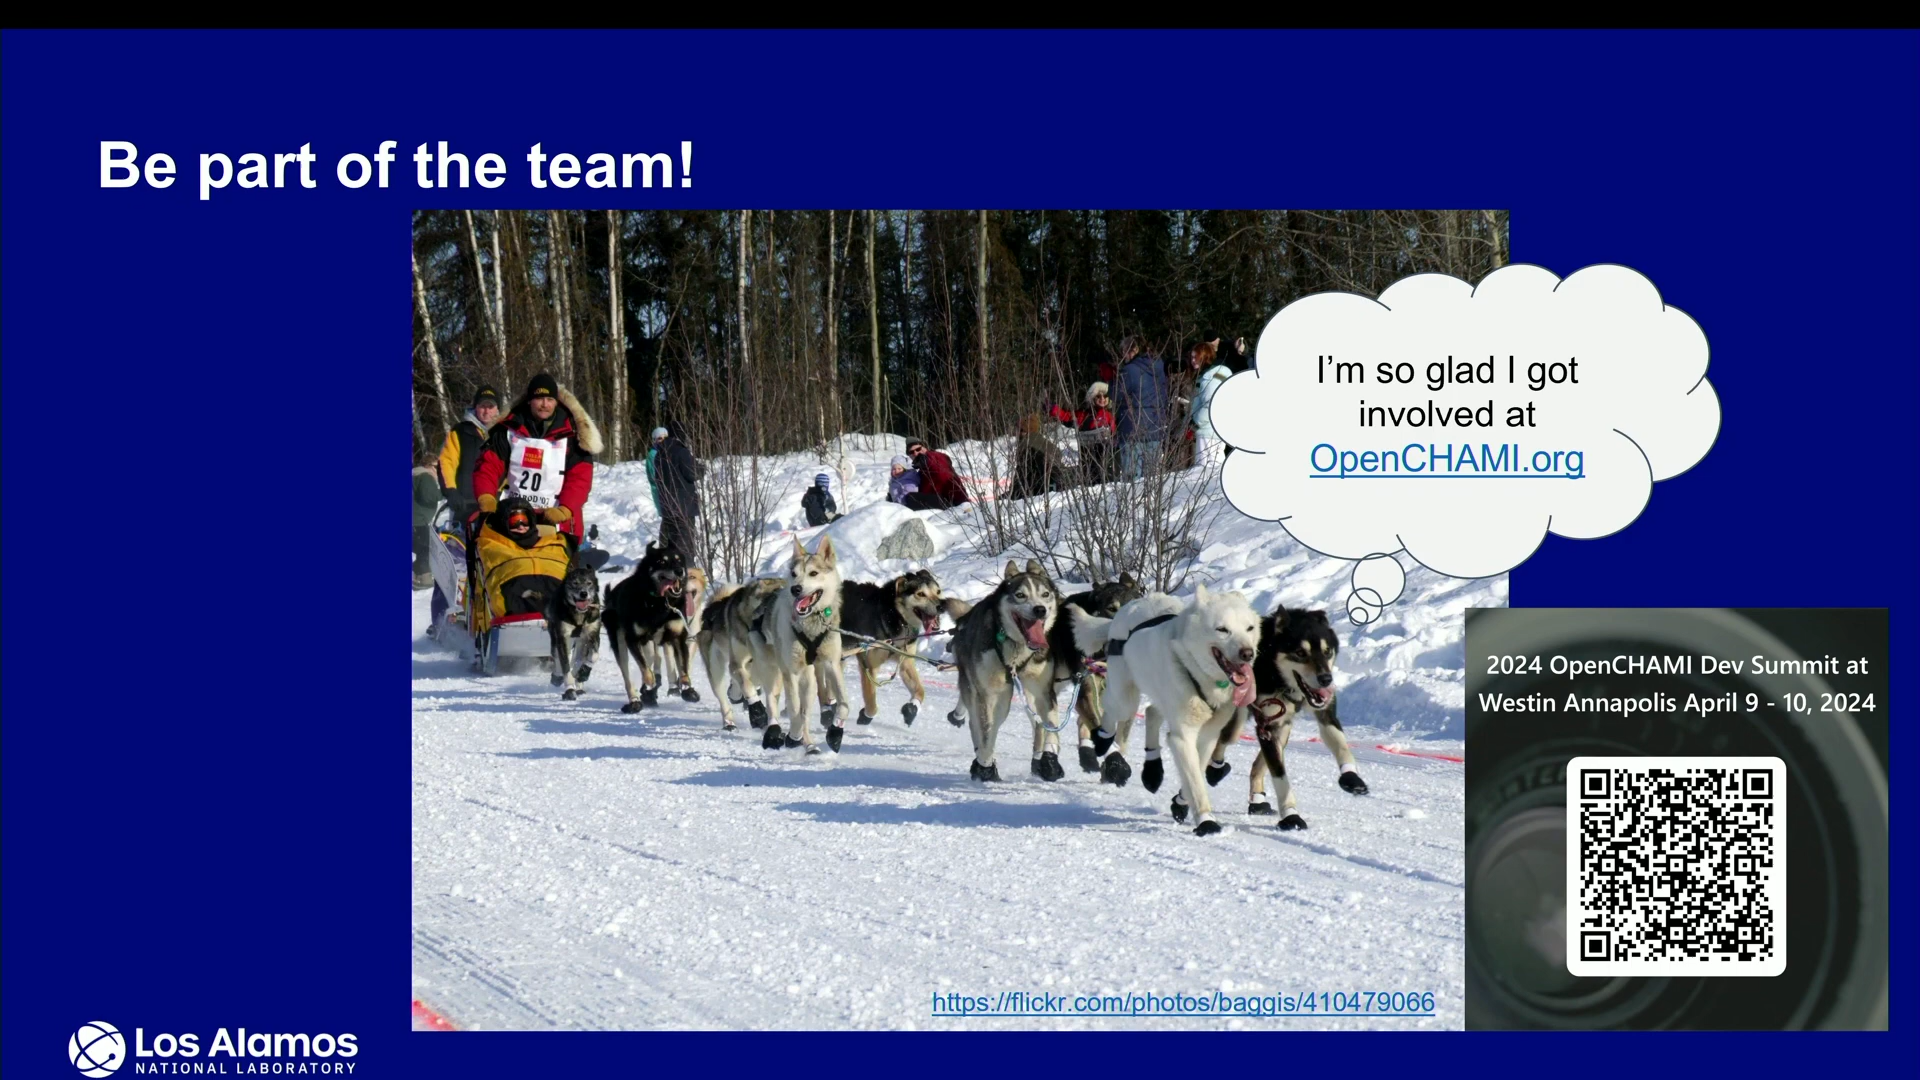 Be part of the team!
I'm so glad I got
involved at
OpenCHAMI.org
20
2024 OpenCHAMI Dev Summit at
Westin Annapolis April 9 - 10, 2024
https://flickr.com/photos/baggis/410479066
Los Alamos
NATIONAL LABORATORY